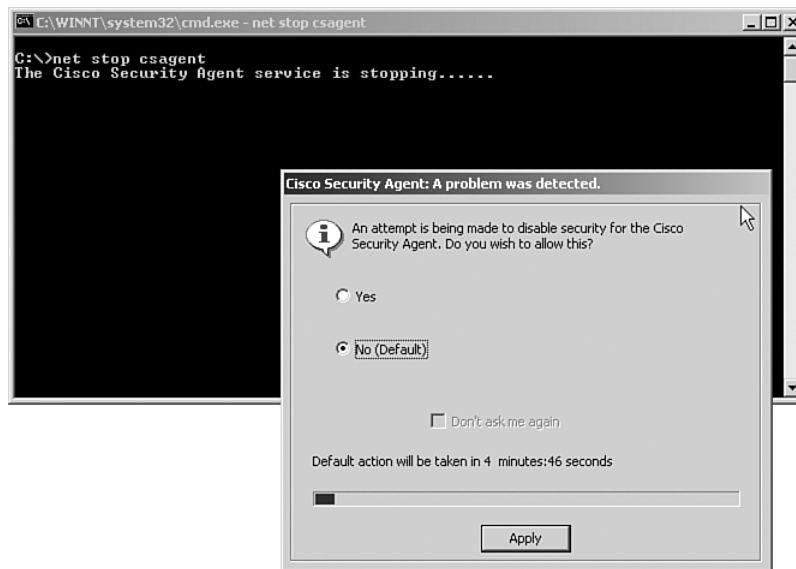 C:\WINNT\system32\cmd.exe - net stop csagent
C:\>net stop csagent
The Cisco Security Agent service is stopping......
Cisco Security Agent: A problem was detected.
An attempt is being made to disable security for the Cisco
Security Agent. Do you wish to allow this?
Yes
No (Default)
Don't ask me again
Default action will be taken in 4 minutes:46 seconds
Apply